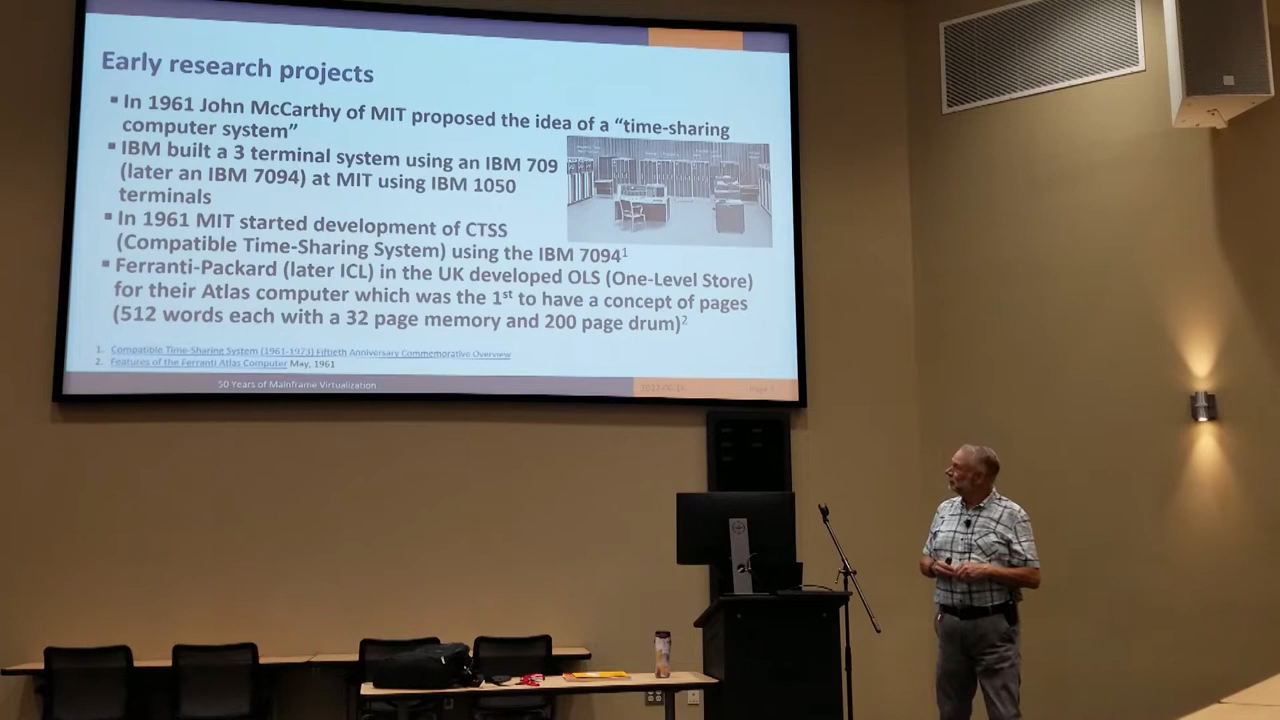 Early research projects
▪ In 1961 John McCarthy of MIT proposed the idea of a “time-sharing
computer system”
▪ IBM built a 3 terminal system using an IBM 709
(later an IBM 7094) at MIT using IBM 1050
terminals
▪ In 1961 MIT started development of CTSS
(Compatible Time-Sharing System) using the IBM 7094¹
▪ Ferranti-Packard (later ICL) in the UK developed OLS (One-Level Store)
for their Atlas computer which was the 1ˢᵗ to have a concept of pages
(512 words each with a 32 page memory and 200 page drum)²
1. Compatible Time-Sharing System (1961-1973) Fiftieth Anniversary Commemorative Overview
2. Features of the Ferranti Atlas Computer May, 1961
50 Years of Mainframe Virtualization
Page